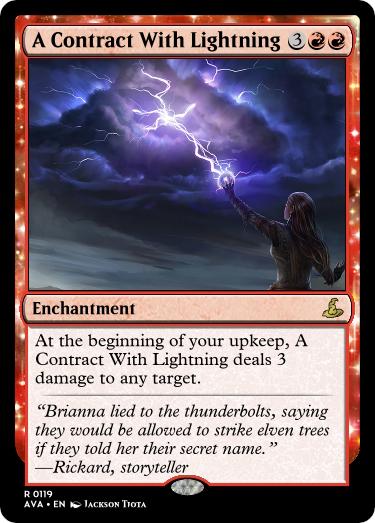 A Contract With Lightning 3
Enchantment
At the beginning of your upkeep, A
Contract With Lightning deals 3
damage to any target.
“Brianna lied to the thunderbolts, saying
they would be allowed to strike elven trees
if they told her their secret name.”
—Rickard, storyteller
R 0119
AVA • EN Jackson Tjota